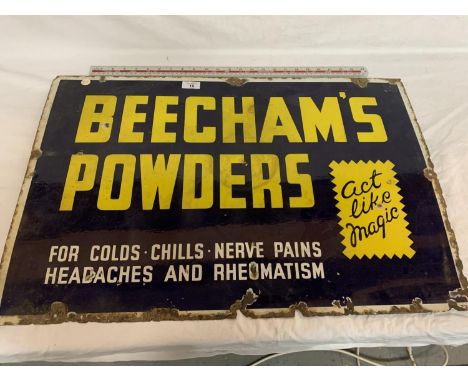 BEECHAM'S
POWDERS
Act
like
Magic
FOR COLDS · CHILLS · NERVE PAINS
HEADACHES AND RHEUMATISM